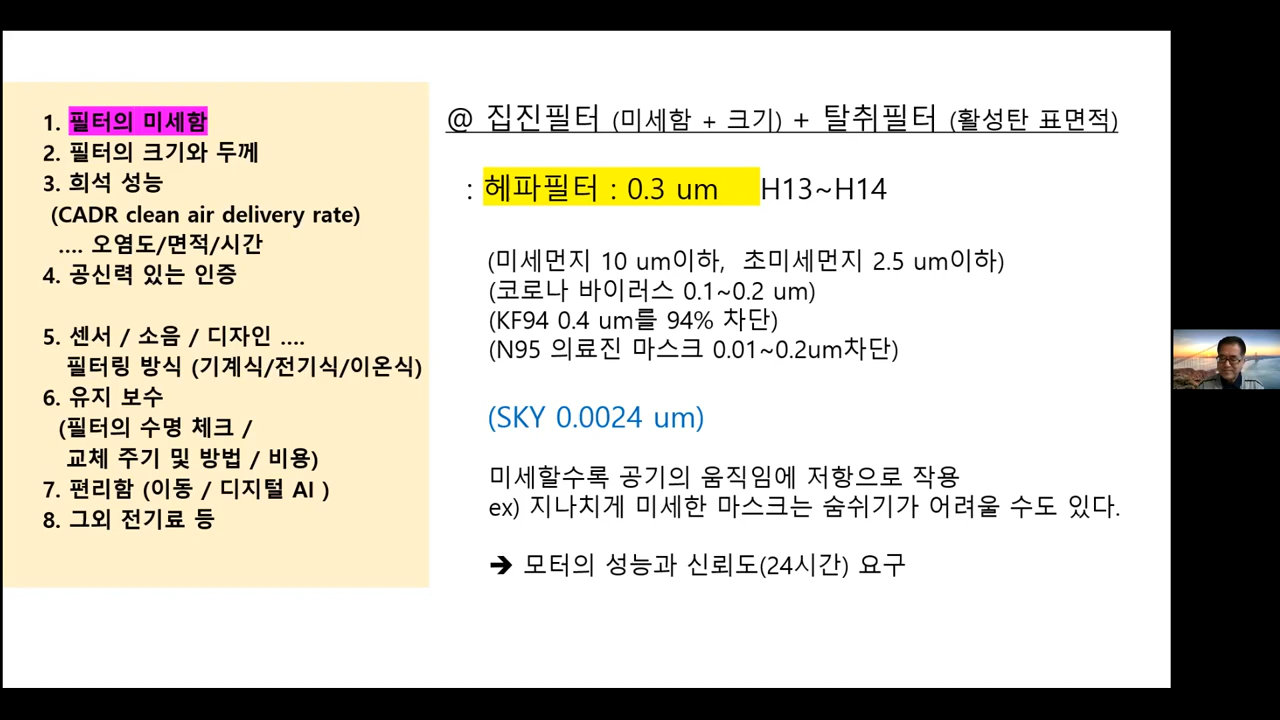 1. 필터의 미세함
2. 필터의 크기와 두께
3. 희석 성능
(CADR clean air delivery rate)
.... 오염도/면적/시간
4. 공신력 있는 인증
5. 센서 / 소음 / 디자인 ....
필터링 방식 (기계식/전기식/이온식)
6. 유지 보수
(필터의 수명 체크 /
교체 주기 및 방법 / 비용)
7. 편리함 (이동 / 디지털 AI )
8. 그외 전기료 등
@ 집진필터 (미세함 + 크기) + 탈취필터 (활성탄 표면적)
: 헤파필터 : 0.3 um H13~H14
(미세먼지 10 um이하, 초미세먼지 2.5 um이하)
(코로나 바이러스 0.1~0.2 um)
(KF94 0.4 um를 94% 차단)
(N95 의료진 마스크 0.01~0.2um차단)
(SKY 0.0024 um)
미세할수록 공기의 움직임에 저항으로 작용
ex) 지나치게 미세한 마스크는 숨쉬기가 어려울 수도 있다.
➔ 모터의 성능과 신뢰도(24시간) 요구